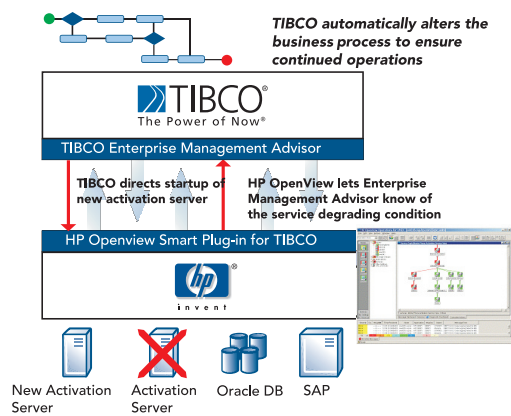 TIBCO automatically alters the
business process to ensure
continued operations
TIBCO®
The Power of Now®
TIBCO Enterprise Management Advisor
TIBCO directs startup of
new activation server
HP OpenView lets Enterprise
Management Advisor know of
the service degrading condition
HP Openview Smart Plug-in for TIBCO
hp®
invent
New Activation
Server
Activation
Server
Oracle DB
SAP